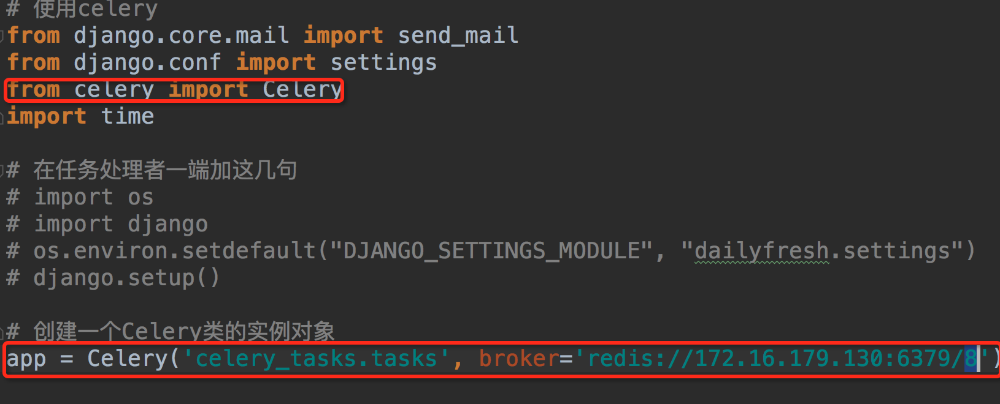 # 使用celery
from django.core.mail import send_mail
from django.conf import settings
from celery import Celery
import time
# 在任务处理者一端加这几句
# import os
# import django
# os.environ.setdefault("DJANGO_SETTINGS_MODULE", "dailyfresh.settings")
# django.setup()
# 创建一个Celery类的实例对象
app = Celery('celery_tasks.tasks', broker='redis://172.16.179.130:6379/8')